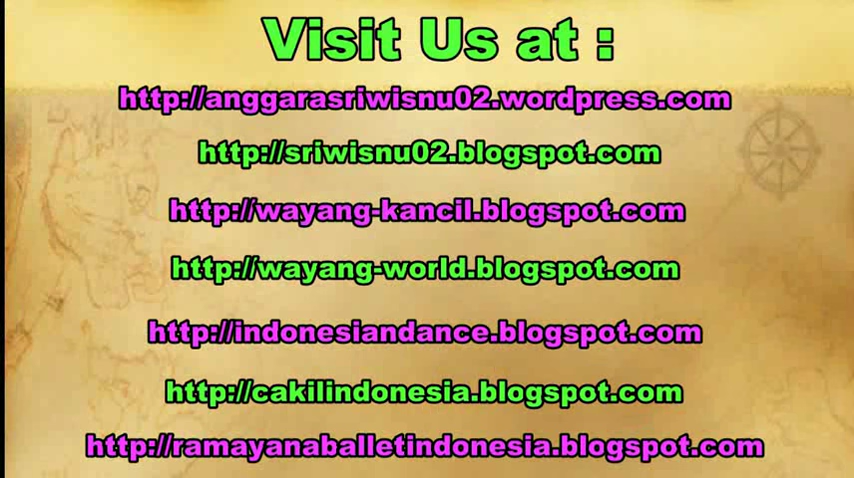 Visit Us at :
http://anggarasriwisnu02.wordpress.com
http://sriwisnu02.blogspot.com
http://wayang-kancil.blogspot.com
http://wayang-world.blogspot.com
http://indonesiandance.blogspot.com
http://cakilindonesia.blogspot.com
http://ramayanaballetindonesia.blogspot.com